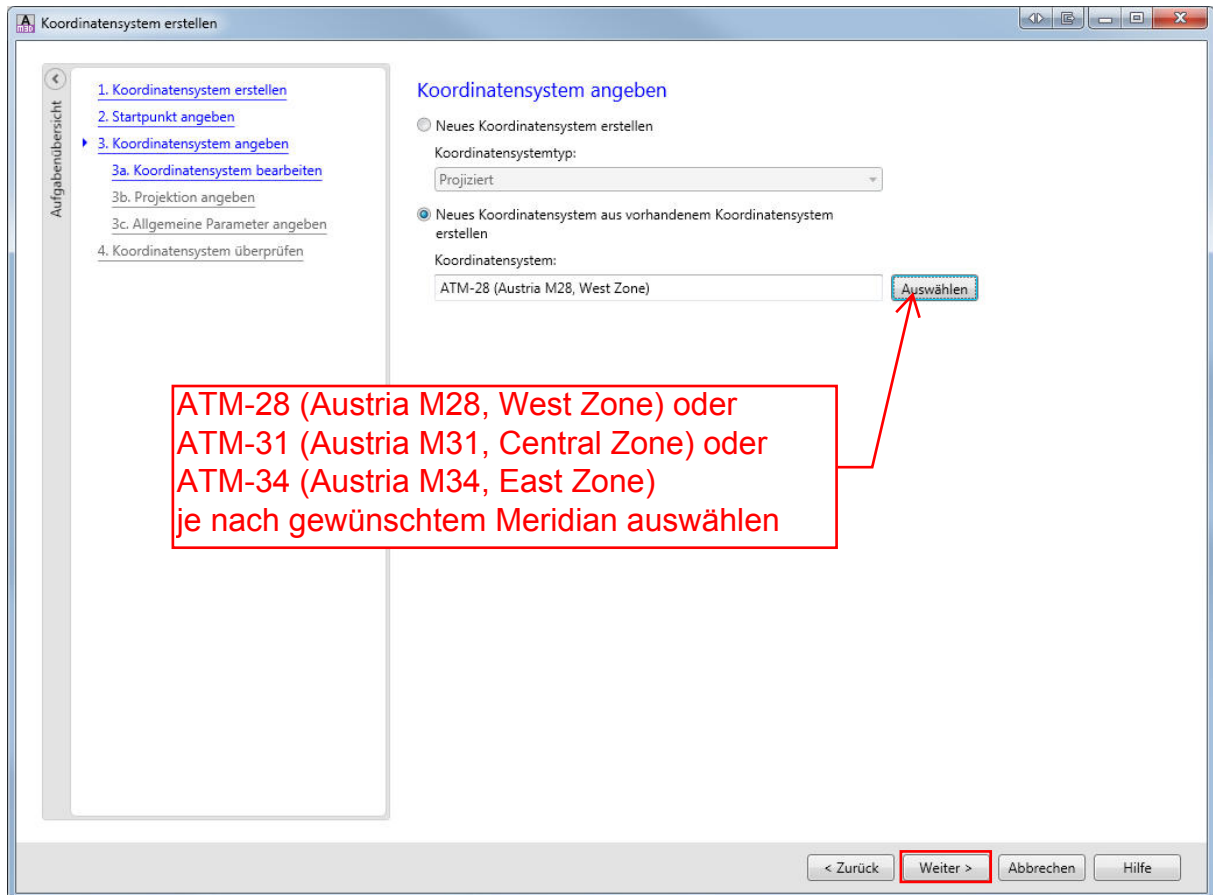 Koordinatensystem erstellen
Aufgabenübersicht
1. Koordinatensystem erstellen
2. Startpunkt angeben
3. Koordinatensystem angeben
3a. Koordinatensystem bearbeiten
3b. Projektion angeben
3c. Allgemeine Parameter angeben
4. Koordinatensystem überprüfen
Koordinatensystem angeben
Neues Koordinatensystem erstellen
Koordinatensystemtyp:
Projiziert
Neues Koordinatensystem aus vorhandenem Koordinatensystem
erstellen
Koordinatensystem:
ATM-28 (Austria M28, West Zone)
Auswählen
ATM-28 (Austria M28, West Zone) oder
ATM-31 (Austria M31, Central Zone) oder
ATM-34 (Austria M34, East Zone)
je nach gewünschtem Meridian auswählen
< Zurück
Weiter >
Abbrechen
Hilfe